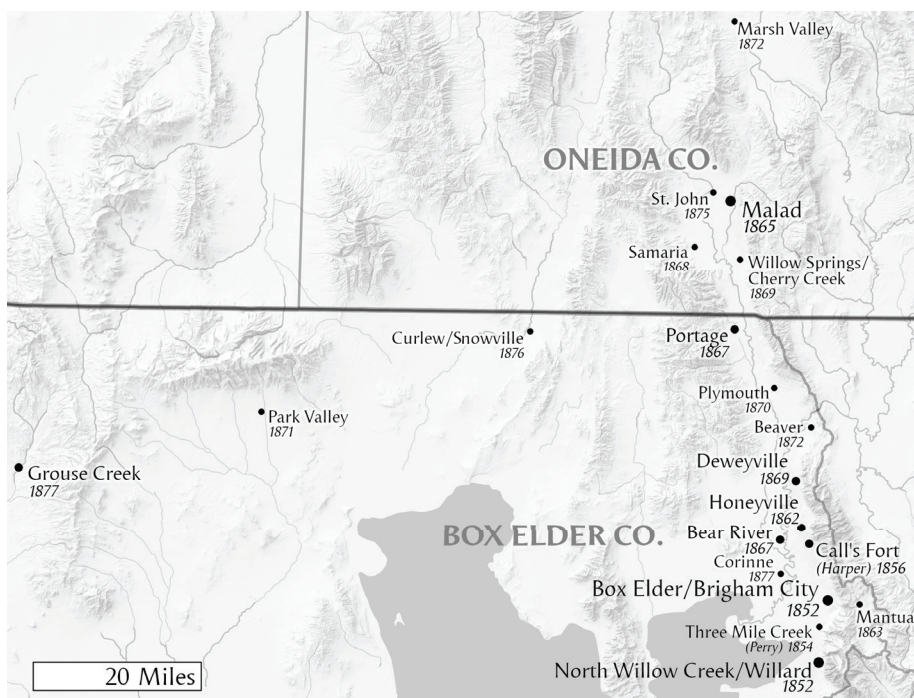 Marsh Valley
1872
ONEIDA CO.
St. John
1875
Malad
1865
Samaria
1868
Willow Springs/
Cherry Creek
1869
Curlew/Snowville
1876
Portage
1867
Plymouth
1870
Park Valley
1871
Beaver
1872
Grouse Creek
1877
Deweyville
1869
Honeyville
1862
BOX ELDER CO.
Bear River
1867
Call's Fort
(Harper) 1856
Corinne
1877
Box Elder/Brigham City
1852
Mantua
1863
Three Mile Creek
(Perry) 1854
North Willow Creek/Willard
1852
20 Miles